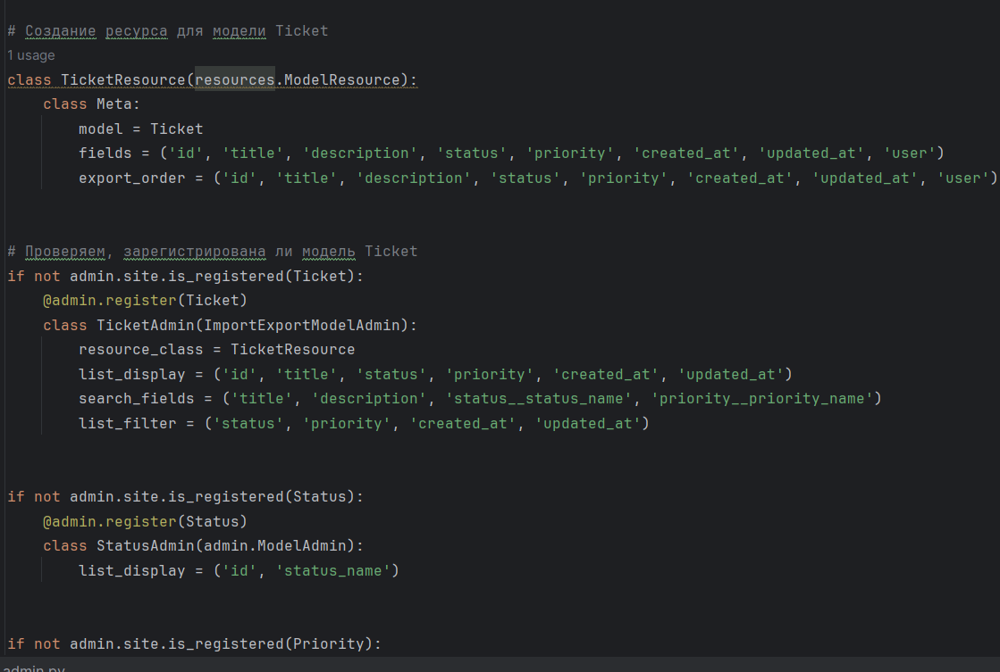 # Создание ресурса для модели Ticket
1 usage
class TicketResource(resources.ModelResource):
    class Meta:
        model = Ticket
        fields = ('id', 'title', 'description', 'status', 'priority', 'created_at', 'updated_at', 'user')
        export_order = ('id', 'title', 'description', 'status', 'priority', 'created_at', 'updated_at', 'user')
# Проверяем, зарегистрирована ли модель Ticket
if not admin.site.is_registered(Ticket):
    @admin.register(Ticket)
    class TicketAdmin(ImportExportModelAdmin):
        resource_class = TicketResource
        list_display = ('id', 'title', 'status', 'priority', 'created_at', 'updated_at')
        search_fields = ('title', 'description', 'status__status_name', 'priority__priority_name')
        list_filter = ('status', 'priority', 'created_at', 'updated_at')
if not admin.site.is_registered(Status):
    @admin.register(Status)
    class StatusAdmin(admin.ModelAdmin):
        list_display = ('id', 'status_name')
if not admin.site.is_registered(Priority):
admin.py